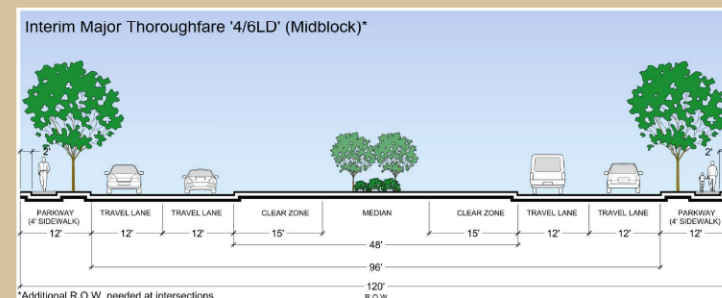 Interim Major Thoroughfare '4/6LD' (Midblock)*
2' 2'
PARKWAY TRAVEL LANE TRAVEL LANE CLEAR ZONE MEDIAN CLEAR ZONE TRAVEL LANE TRAVEL LANE PARKWAY
(4' SIDEWALK) (4' SIDEWALK)
12' 12' 12' 15' 15' 12' 12' 12'
48'
96'
120'
*Additional R.O.W. needed at intersections R.O.W.